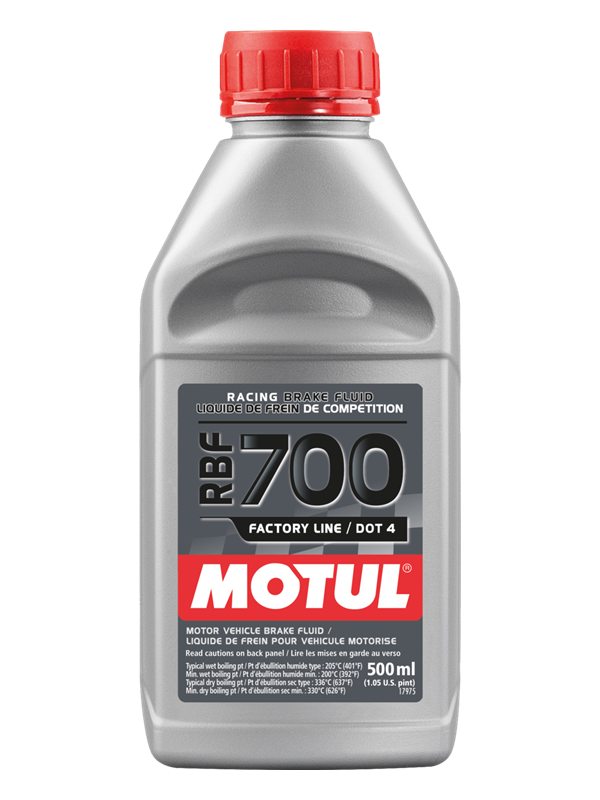 RACING BRAKE FLUID
LIQUIDE DE FREIN DE COMPETITION
RBF 700
FACTORY LINE / DOT 4
MOTUL®
MOTOR VEHICLE BRAKE FLUID /
LIQUIDE DE FREIN POUR VEHICULE MOTORISE
Read cautions on back panel / Lire les mises en garde au verso
Typical wet boiling pt / Pt d'ébullition humide type : 205°C (401°F)
Min. wet boiling pt / Pt d'ébullition humide min. : 200°C (392°F)
Typical dry boiling pt / Pt d'ébullition sec type : 336°C (637°F)
Min. dry boiling pt / Pt d'ébullition sec min. : 330°C (626°F)
500 ml
(1.05 U.S. pint)
17975